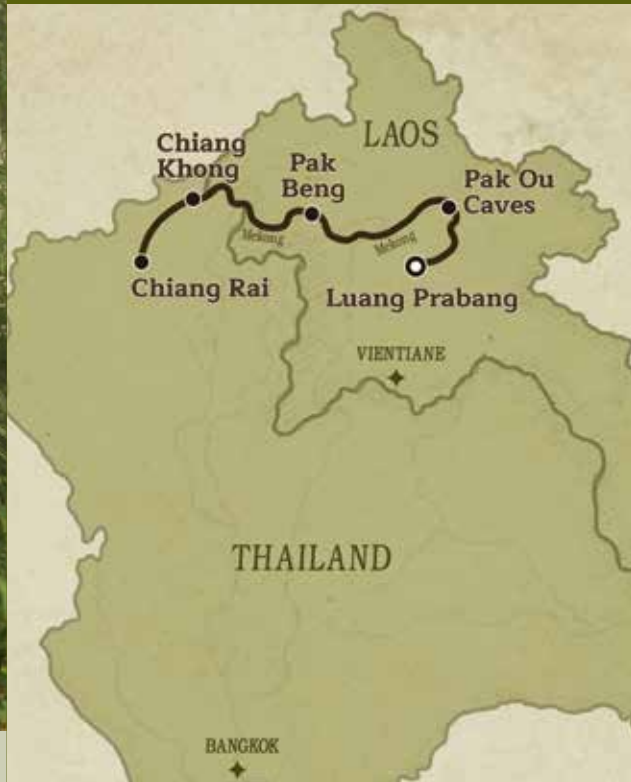 LAOS
Chiang
Khong
Pak
Beng
Pak Ou
Caves
Mekong
Mekong
Chiang Rai
Luang Prabang
VIENTIANE
THAILAND
BANGKOK